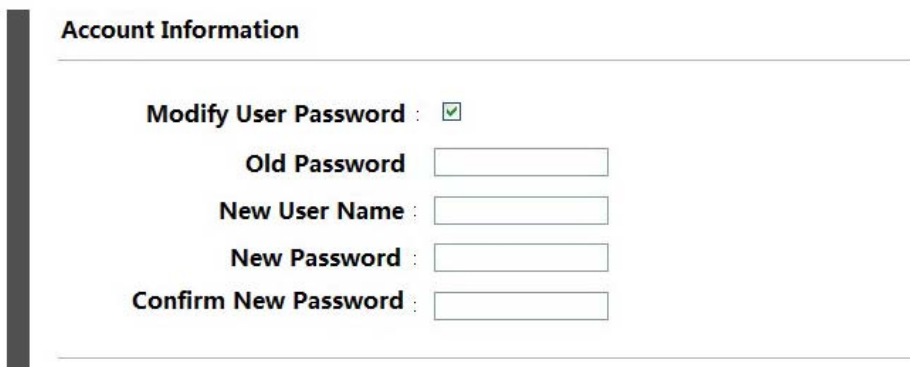 Account Information
Modify User Password :
Old Password
New User Name :
New Password :
Confirm New Password :